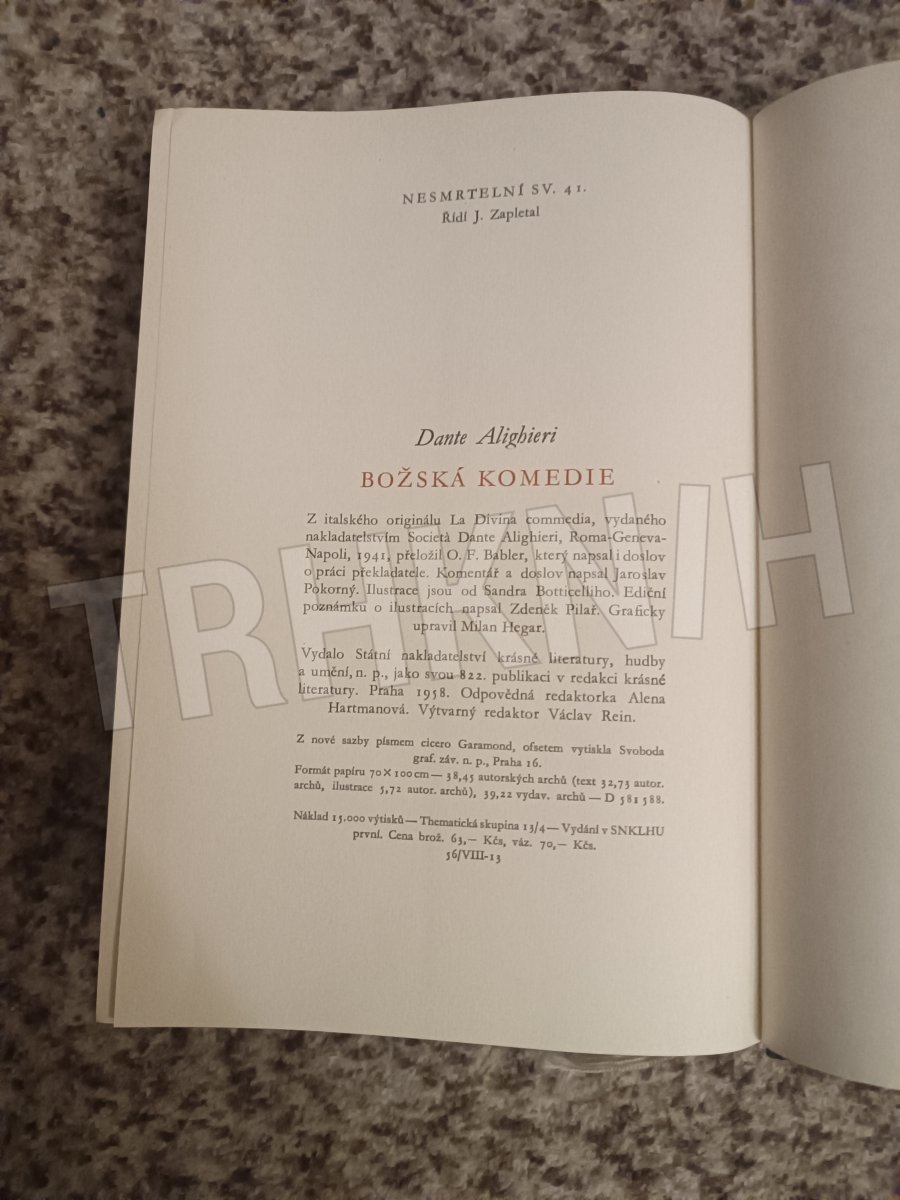 NESMRTELNÍ SV. 41.
Řídí J. Zapletal
Dante Alighieri
BOŽSKÁ KOMEDIE
Z italského originálu La Divina commedia, vydaného
nakladatelstvím Società Dante Alighieri, Roma-Geneva-
Napoli, 1941, přeložil O. F. Babler, který napsal i doslov
o práci překladatele. Komentář a doslov napsal Jaroslav
Pokorný. Ilustrace jsou od Sandra Botticelliho. Ediční
poznámku o ilustracích napsal Zdeněk Pilař. Graficky
upravil Milan Hegar.
Vydalo Státní nakladatelství krásné literatury, hudby
a umění, n. p., jako svou 822. publikaci v redakci krásné
literatury. Praha 1958. Odpovědná redaktorka Alena
Hartmanová. Výtvarný redaktor Václav Rein.
Z nové sazby písmem cicero Garamond, ofsetem vytiskla Svoboda
graf. záv. n. p., Praha 16.
Formát papíru 70×100 cm — 38,45 autorských archů (text 32,73 autor.
archů, ilustrace 5,72 autor. archů), 39,22 vydav. archů — D 581588.
Náklad 15.000 výtisků — Thematická skupina 13/4 — Vydání v SNKLHU
první. Cena brož. 63,— Kčs, váz. 70,— Kčs.
56/VIII-13
TRHKNIH